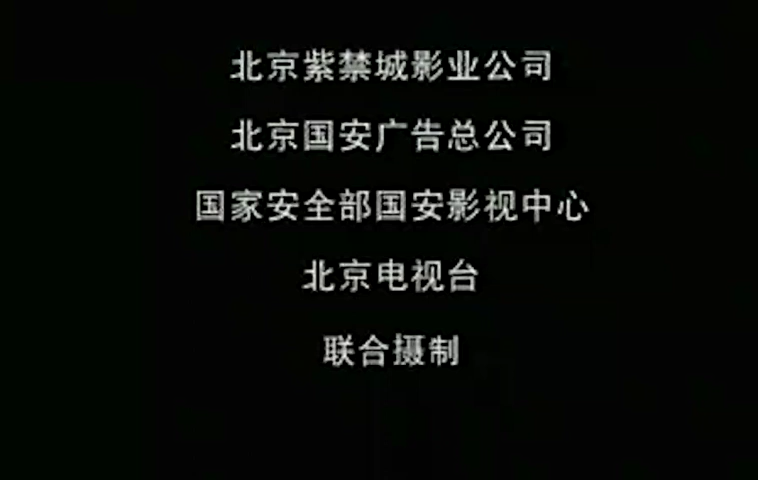 北京紫禁城影业公司
北京国安广告总公司
国家安全部国安影视中心
北京电视台
联合摄制